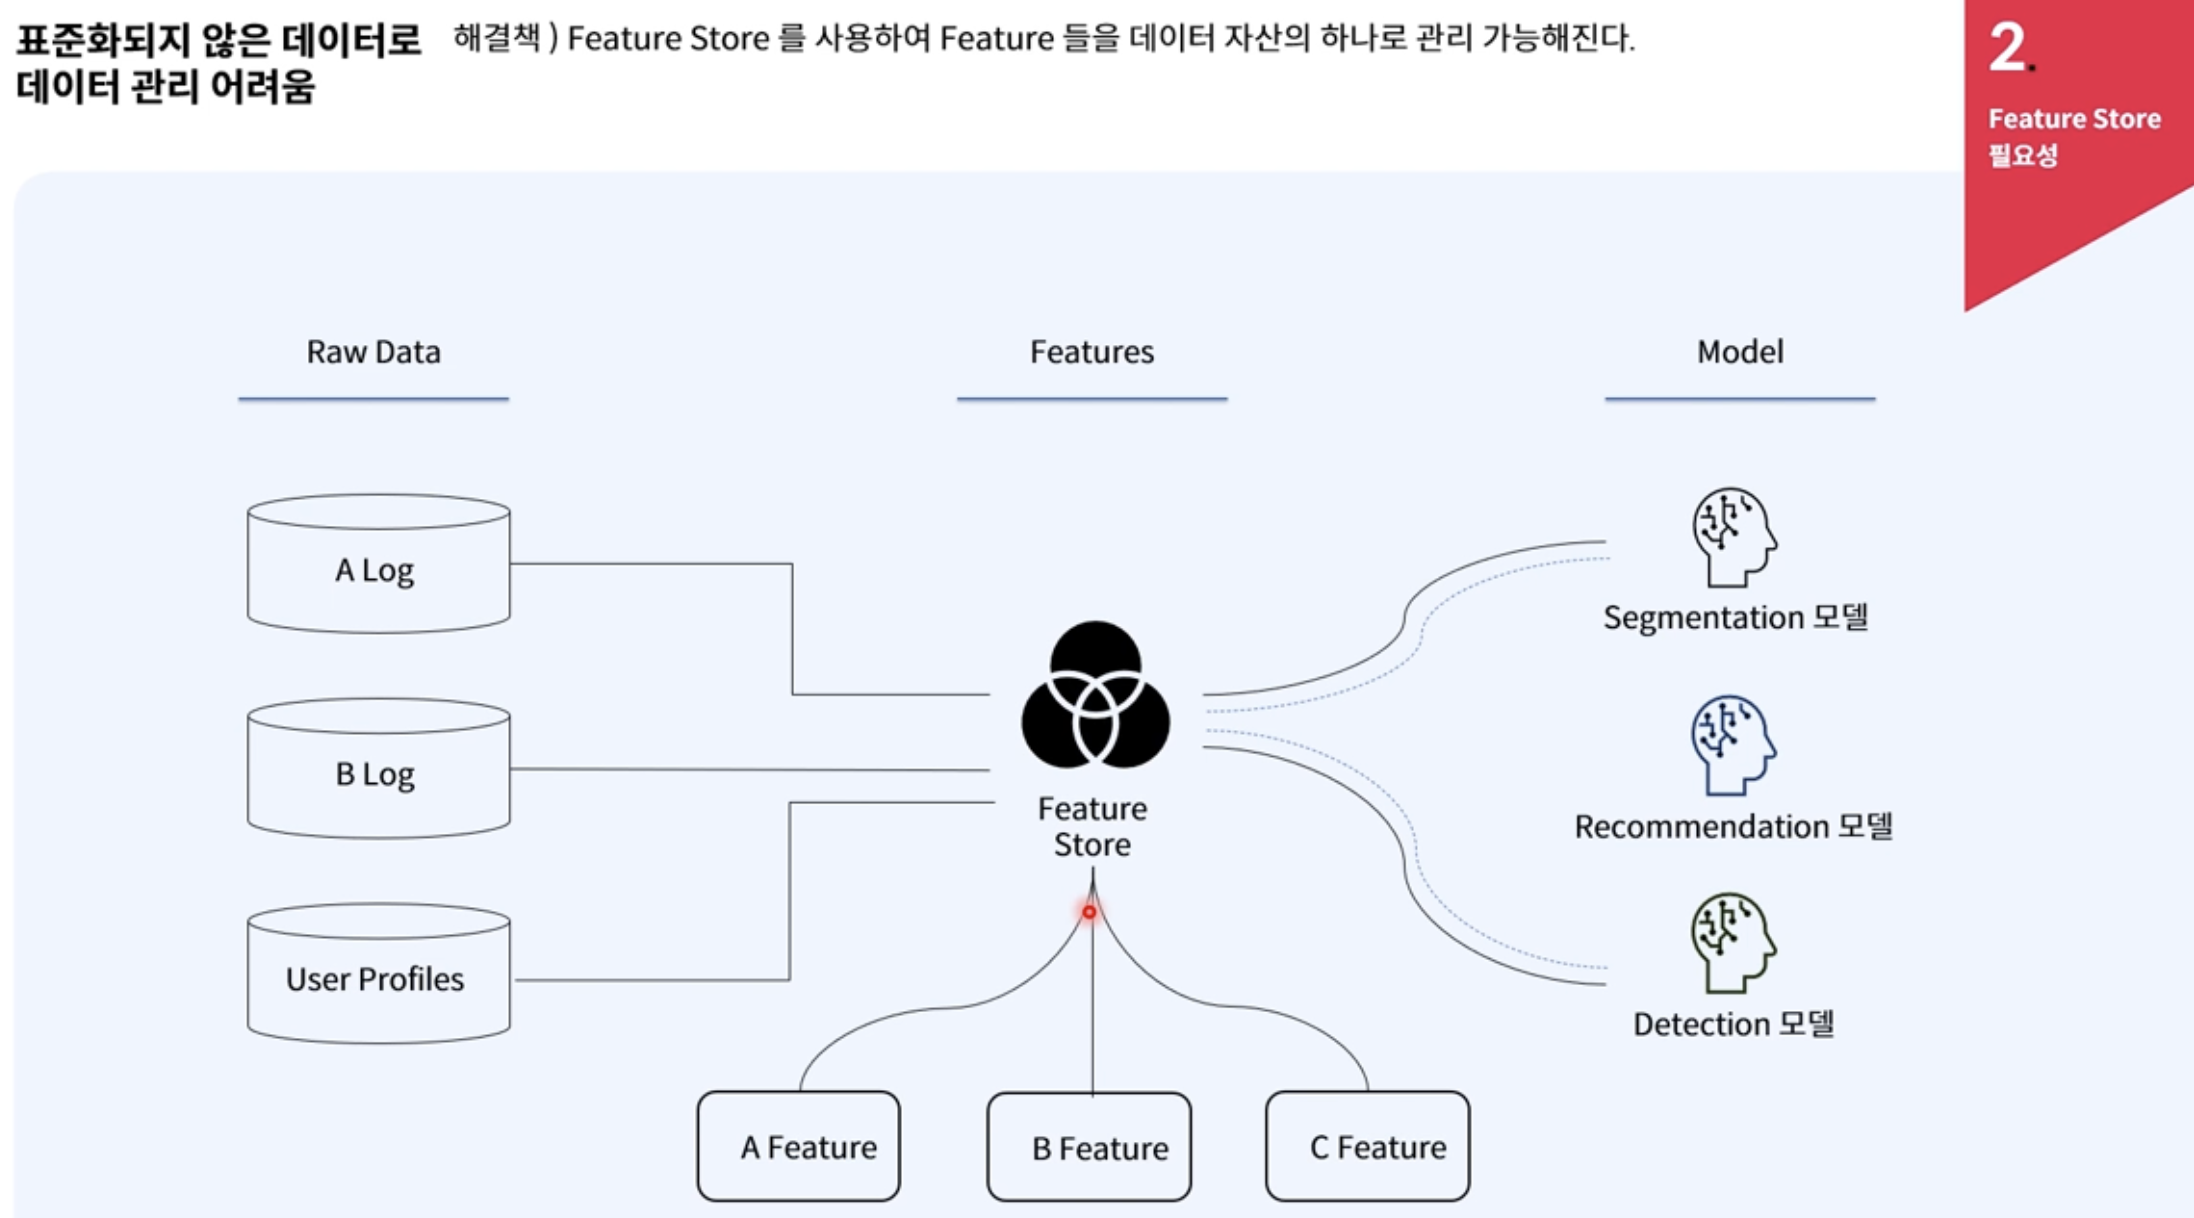 표준화되지 않은 데이터로
데이터 관리 어려움
해결책 ) Feature Store 를 사용하여 Feature 들을 데이터 자산의 하나로 관리 가능해진다.
2.
Feature Store
필요성
Raw Data
Features
Model
A Log
B Log
User Profiles
Feature
Store
A Feature
B Feature
C Feature
Segmentation 모델
Recommendation 모델
Detection 모델